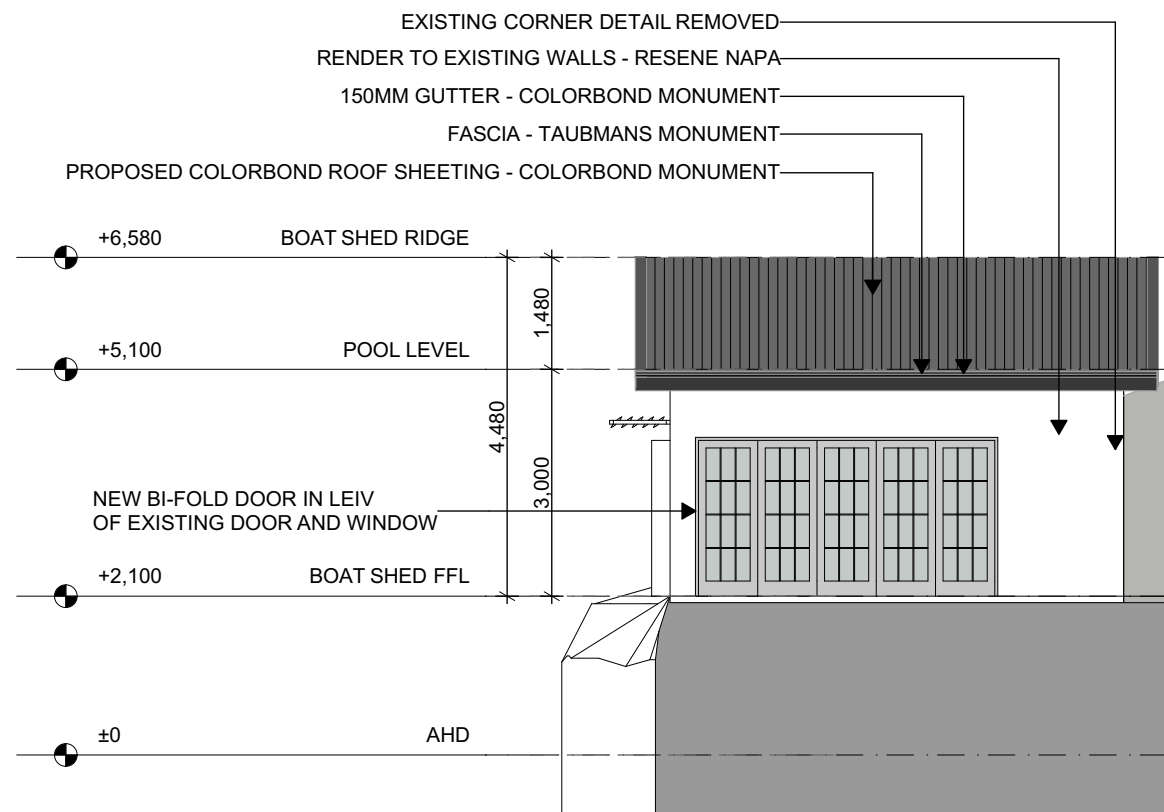 EXISTING CORNER DETAIL REMOVED
RENDER TO EXISTING WALLS - RESENE NAPA
150MM GUTTER - COLORBOND MONUMENT
FASCIA - TAUBMANS MONUMENT
PROPOSED COLORBOND ROOF SHEETING - COLORBOND MONUMENT
+6,580 BOAT SHED RIDGE
1,480
+5,100 POOL LEVEL
4,480
3,000
NEW BI-FOLD DOOR IN LEIV
OF EXISTING DOOR AND WINDOW
+2,100 BOAT SHED FFL
±0 AHD